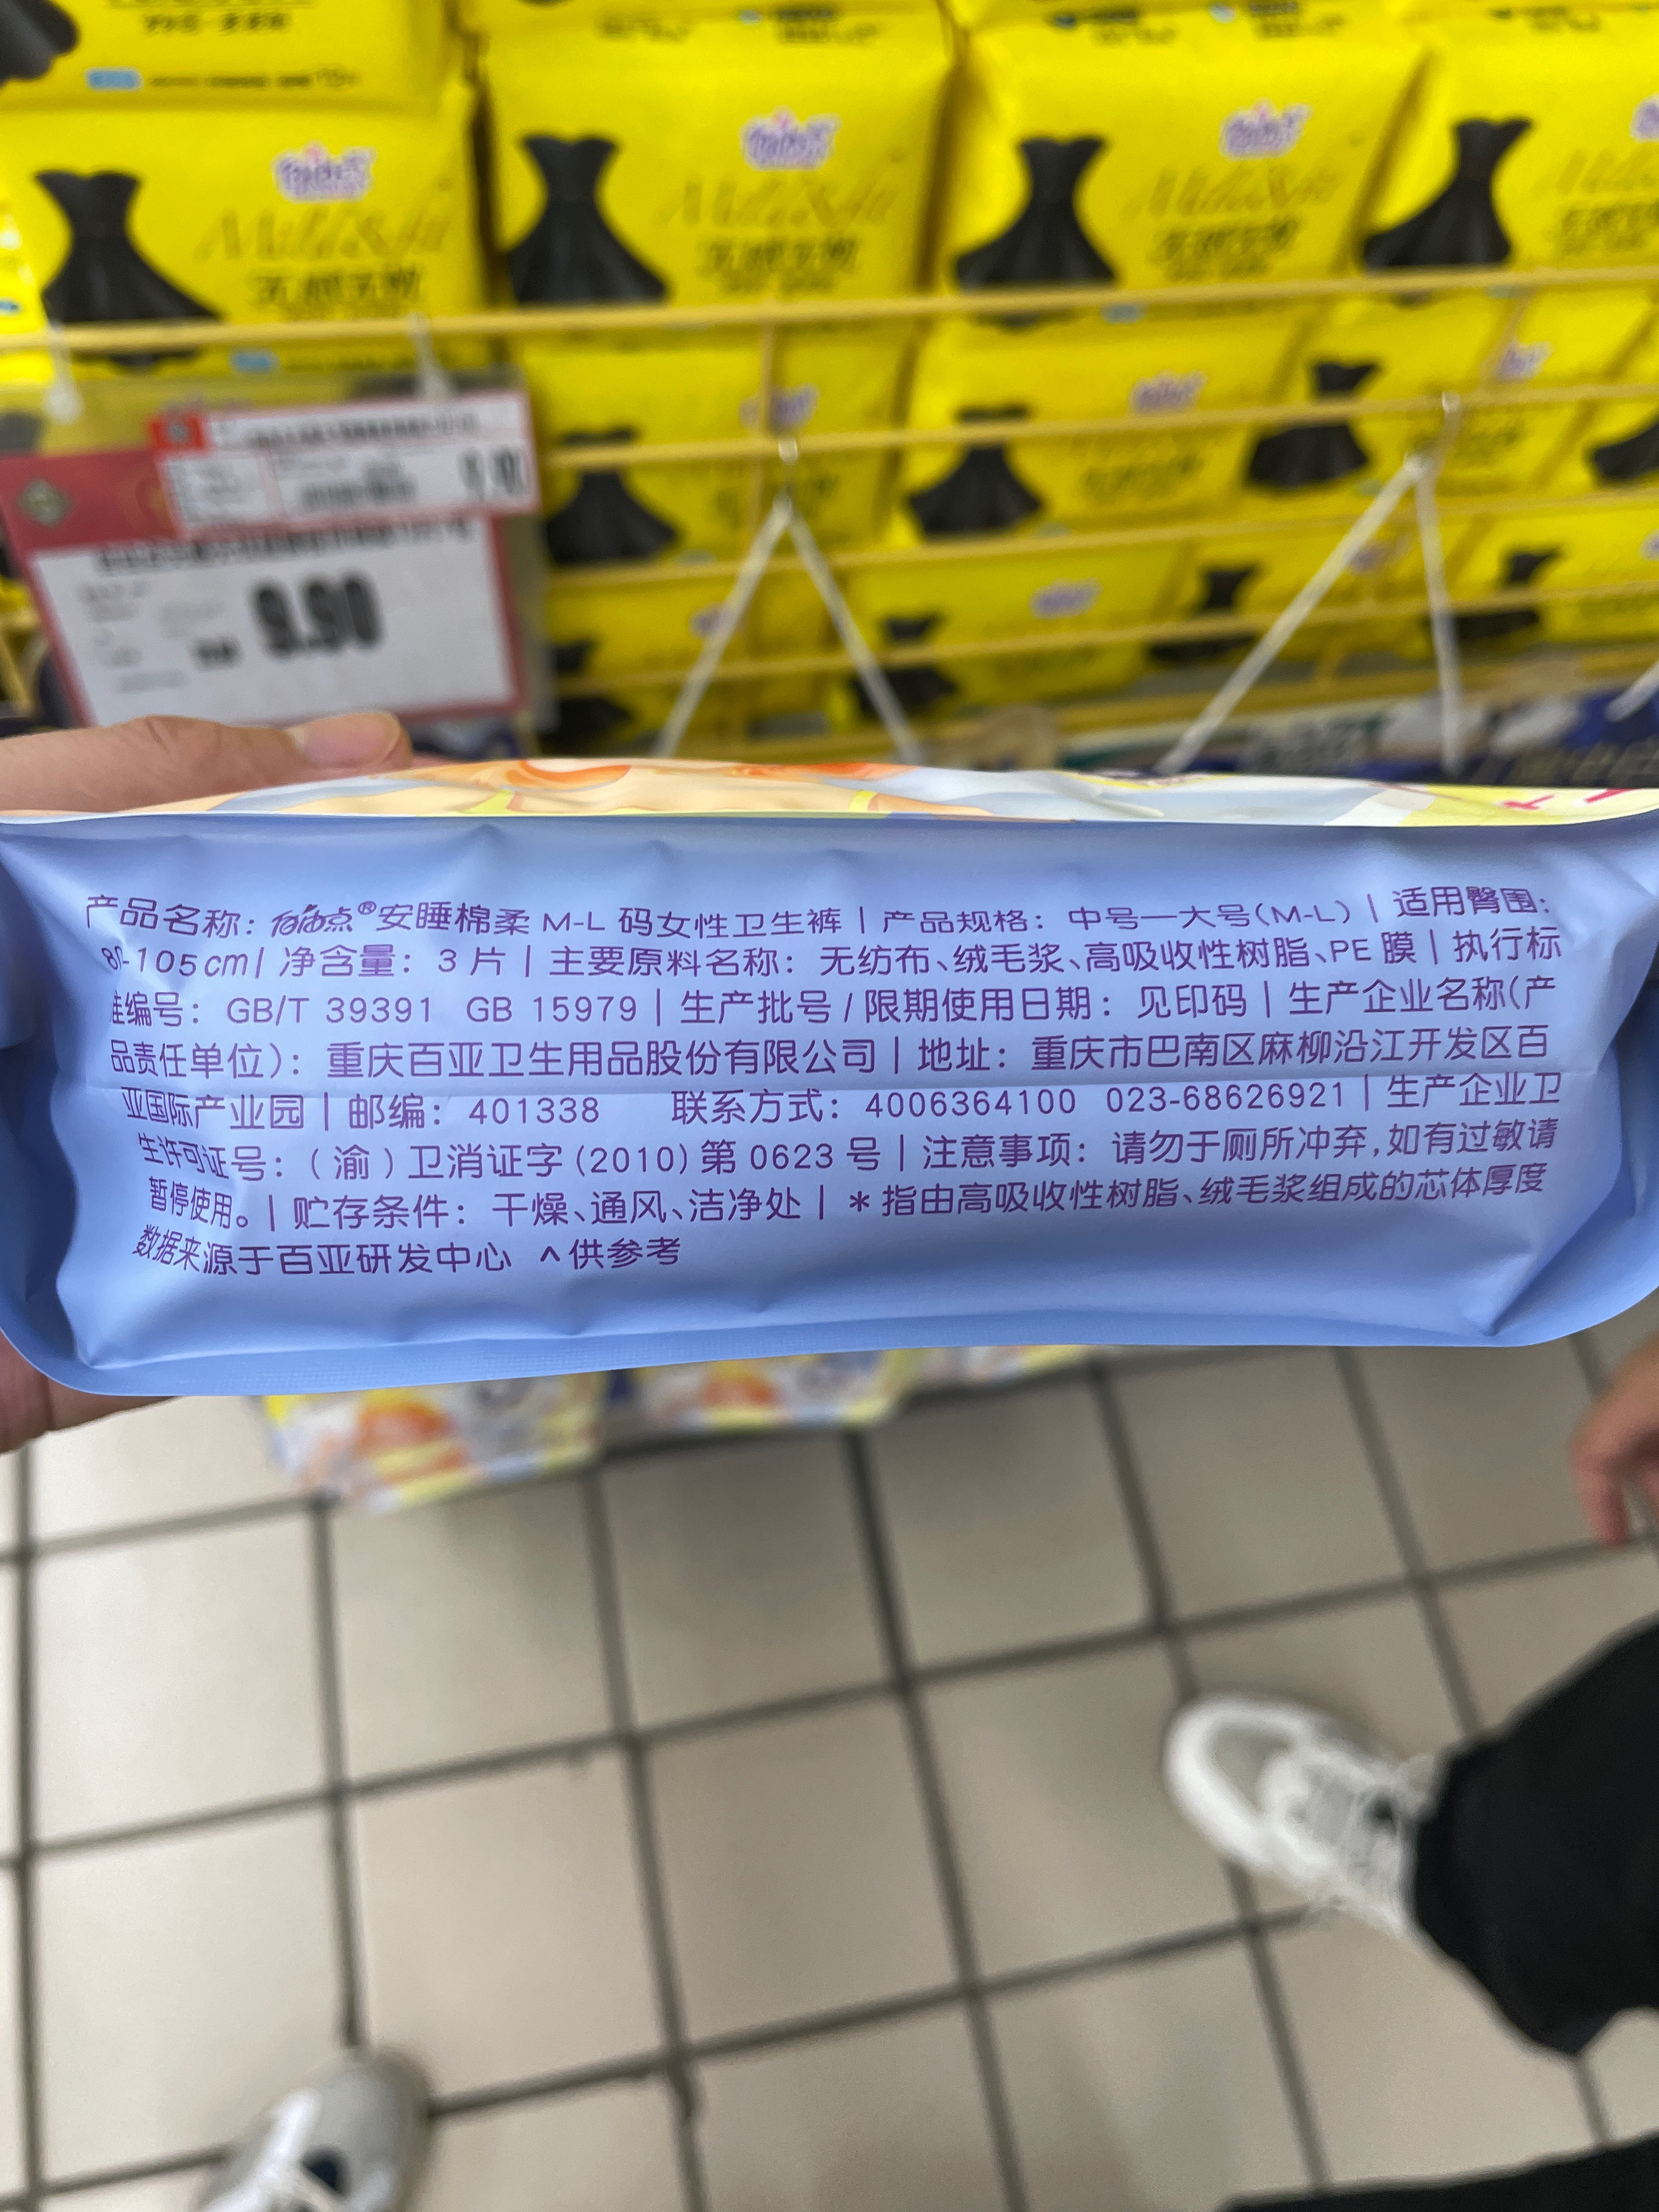 9.90
9.90
产品名称：自由点®安睡棉柔 M-L 码女性卫生裤 | 产品规格：中号一大号(M-L) | 适用臀围：
80-105cm | 净含量：3 片 | 主要原料名称：无纺布、绒毛浆、高吸收性树脂、PE 膜 | 执行标
准编号：GB/T 39391 GB 15979 | 生产批号 / 限期使用日期：见印码 | 生产企业名称(产
品责任单位)：重庆百亚卫生用品股份有限公司 | 地址：重庆市巴南区麻柳沿江开发区百
亚国际产业园 | 邮编：401338 联系方式：4006364100 023-68626921 | 生产企业卫
生许可证号：(渝)卫消证字(2010)第 0623 号 | 注意事项：请勿于厕所冲弃,如有过敏请
暂停使用。| 贮存条件：干燥、通风、洁净处 | *指由高吸收性树脂、绒毛浆组成的芯体厚度
数据来源于百亚研发中心 ^供参考